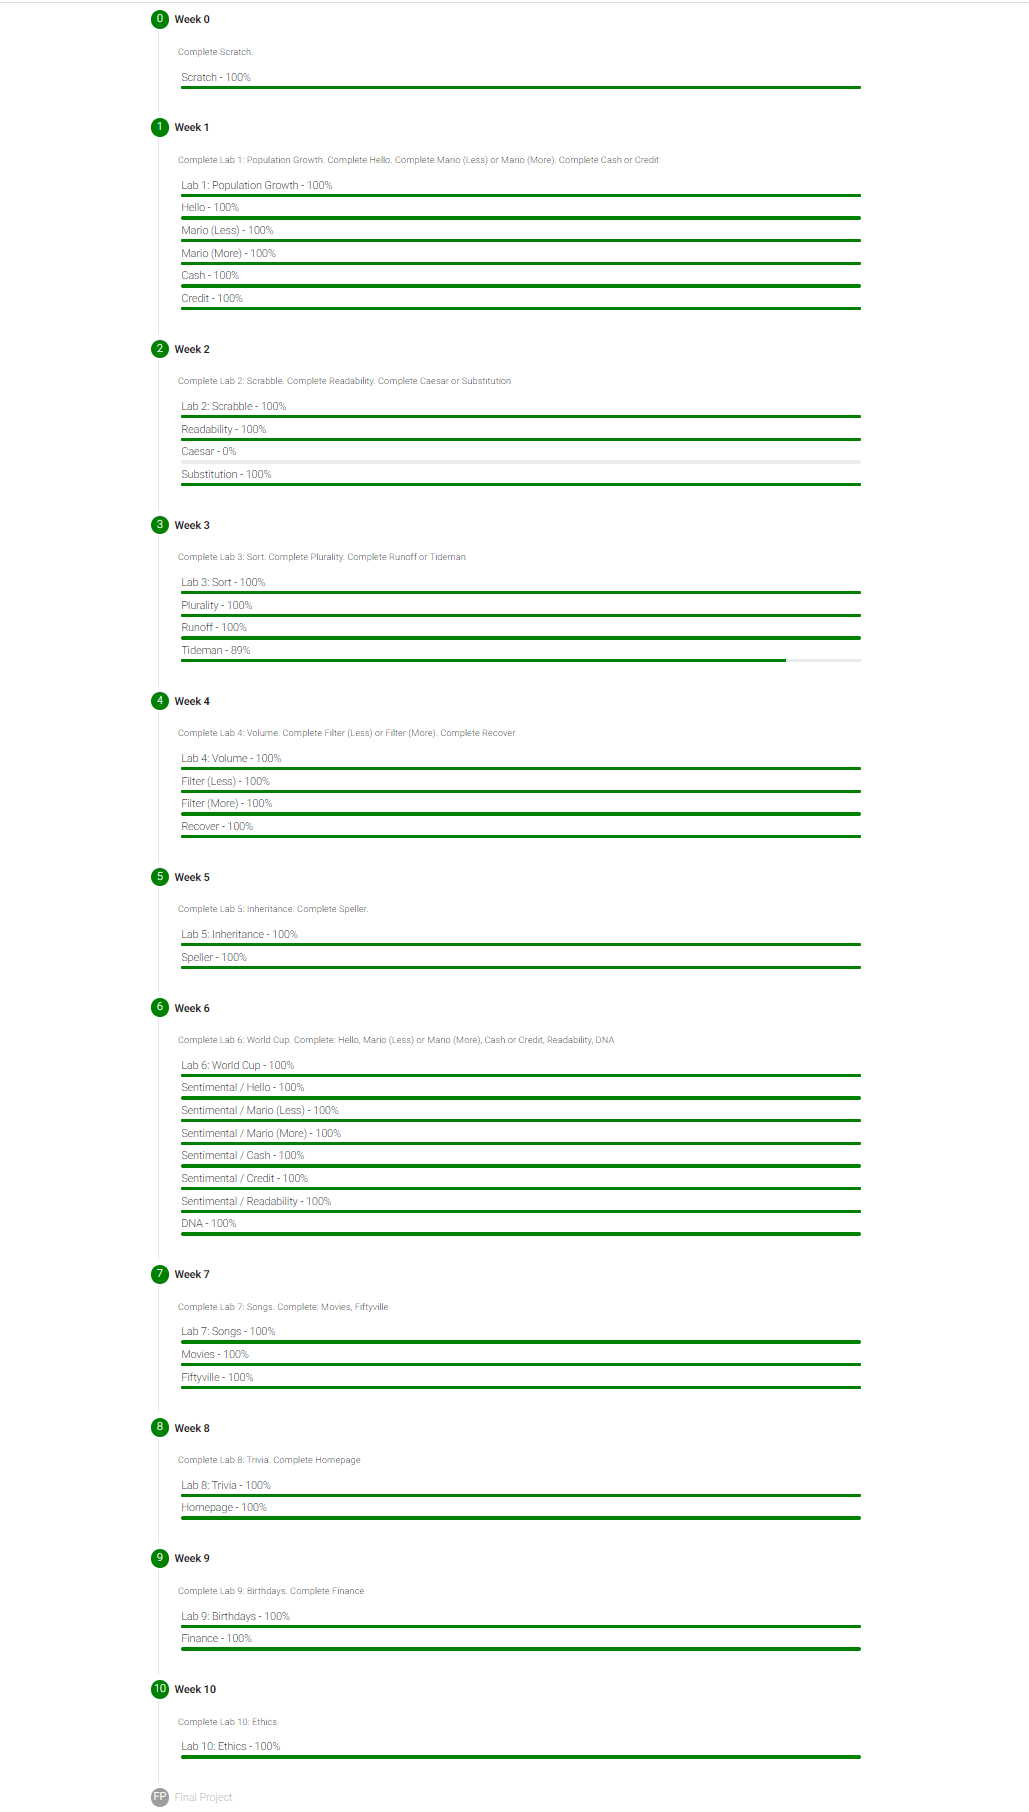 0 Week 0
Complete Scratch.
Scratch - 100%
1 Week 1
Complete Lab 1: Population Growth. Complete Hello. Complete Mario (Less) or Mario (More). Complete Cash or Credit
Lab 1: Population Growth - 100%
Hello - 100%
Mario (Less) - 100%
Mario (More) - 100%
Cash - 100%
Credit - 100%
2 Week 2
Complete Lab 2: Scrabble. Complete Readability. Complete Caesar or Substitution
Lab 2: Scrabble - 100%
Readability - 100%
Caesar - 0%
Substitution - 100%
3 Week 3
Complete Lab 3: Sort. Complete Plurality. Complete Runoff or Tideman
Lab 3: Sort - 100%
Plurality - 100%
Runoff - 100%
Tideman - 89%
4 Week 4
Complete Lab 4: Volume. Complete Filter (Less) or Filter (More). Complete Recover
Lab 4: Volume - 100%
Filter (Less) - 100%
Filter (More) - 100%
Recover - 100%
5 Week 5
Complete Lab 5: Inheritance. Complete Speller.
Lab 5: Inheritance - 100%
Speller - 100%
6 Week 6
Complete Lab 6: World Cup. Complete: Hello, Mario (Less) or Mario (More), Cash or Credit, Readability, DNA
Lab 6: World Cup - 100%
Sentimental / Hello - 100%
Sentimental / Mario (Less) - 100%
Sentimental / Mario (More) - 100%
Sentimental / Cash - 100%
Sentimental / Credit - 100%
Sentimental / Readability - 100%
DNA - 100%
7 Week 7
Complete Lab 7: Songs. Complete: Movies, Fiftyville
Lab 7: Songs - 100%
Movies - 100%
Fiftyville - 100%
8 Week 8
Complete Lab 8: Trivia. Complete Homepage
Lab 8: Trivia - 100%
Homepage - 100%
9 Week 9
Complete Lab 9: Birthdays. Complete Finance
Lab 9: Birthdays - 100%
Finance - 100%
10 Week 10
Complete Lab 10: Ethics
Lab 10: Ethics - 100%
FP Final Project